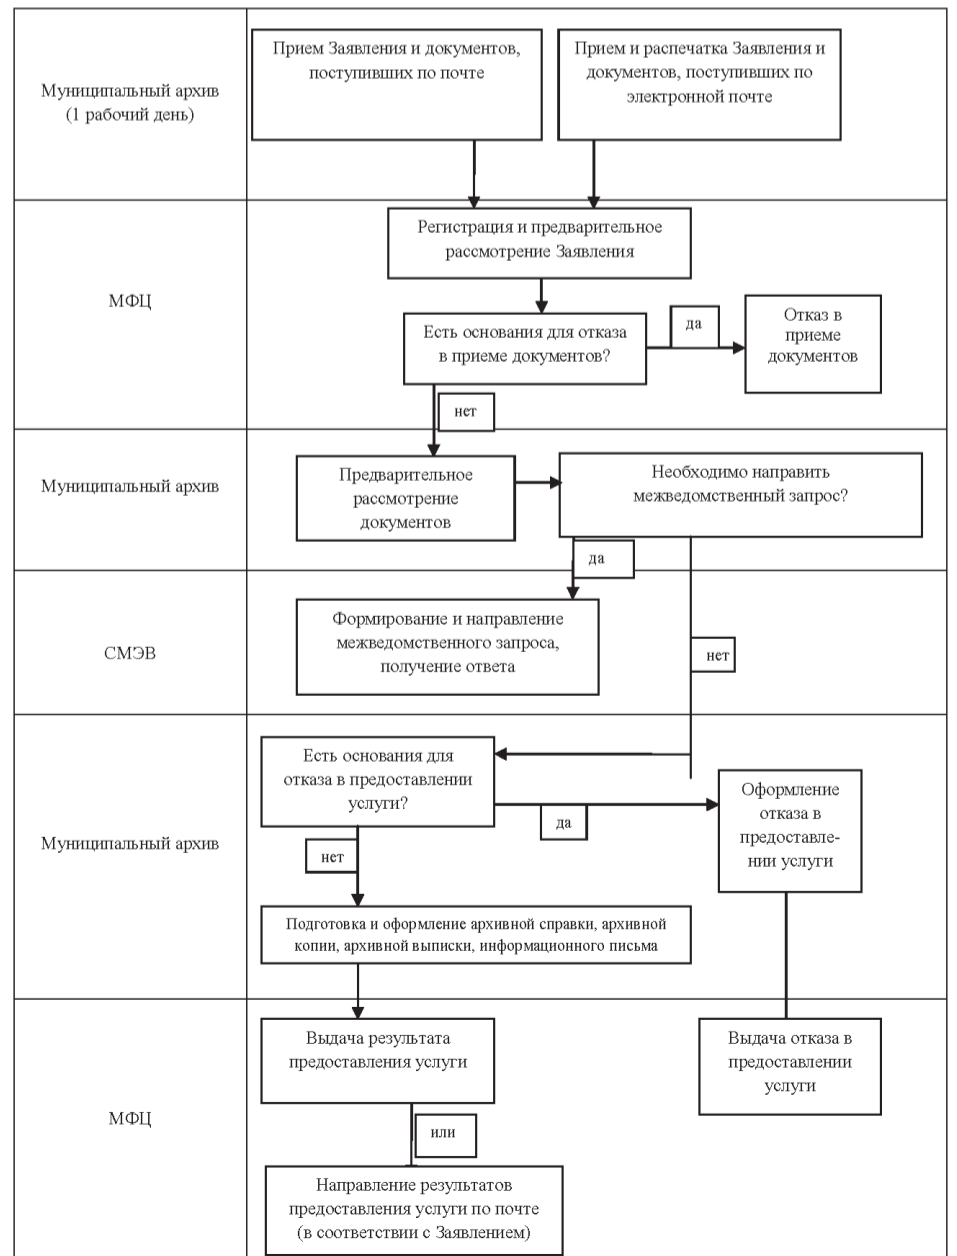 Муниципальный архив
(1 рабочий день)
Прием Заявления и документов,
поступивших по почте
Прием и распечатка Заявления и
документов, поступивших по
электронной почте
МФЦ
Регистрация и предварительное
рассмотрение Заявления
Есть основания для отказа
в приеме документов?
да
Отказ в
приеме
документов
нет
Муниципальный архив
Предварительное
рассмотрение
документов
Необходимо направить
межведомственный запрос?
да
СМЭВ
Формирование и направление
межведомственного запроса,
получение ответа
нет
Муниципальный архив
Есть основания для
отказа в предоставлении
услуги?
да
Оформление
отказа в
предоставле-
нии услуги
нет
Подготовка и оформление архивной справки, архивной
копии, архивной выписки, информационного письма
МФЦ
Выдача результата
предоставления услуги
Выдача отказа в
предоставлении
услуги
или
Направление результатов
предоставления услуги по почте
(в соответствии с Заявлением)